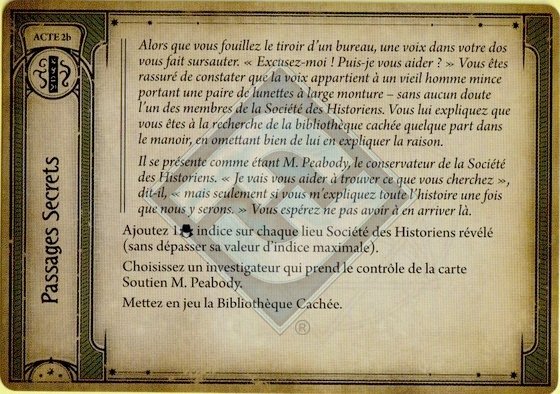 ACTE 2b
Passages Secrets
Alors que vous fouillez le tiroir d'un bureau, une voix dans votre dos
vous fait sursauter. « Excusez-moi ! Puis-je vous aider ? » Vous êtes
rassuré de constater que la voix appartient à un vieil homme mince
portant une paire de lunettes à large monture – sans aucun doute
l'un des membres de la Société des Historiens. Vous lui expliquez que
vous êtes à la recherche de la bibliothèque cachée quelque part dans
le manoir, en omettant bien de lui en expliquer la raison.
Il se présente comme étant M. Peabody, le conservateur de la Société
des Historiens. « Je vais vous aider à trouver ce que vous cherchez »,
dit-il, « mais seulement si vous m'expliquez toute l'histoire une fois
que nous y serons. » Vous espérez ne pas avoir à en arriver là.
Ajoutez 1 indice sur chaque lieu Société des Historiens révélé
(sans dépasser sa valeur d'indice maximale).
Choisissez un investigateur qui prend le contrôle de la carte
Soutien M. Peabody.
Mettez en jeu la Bibliothèque Cachée.
®